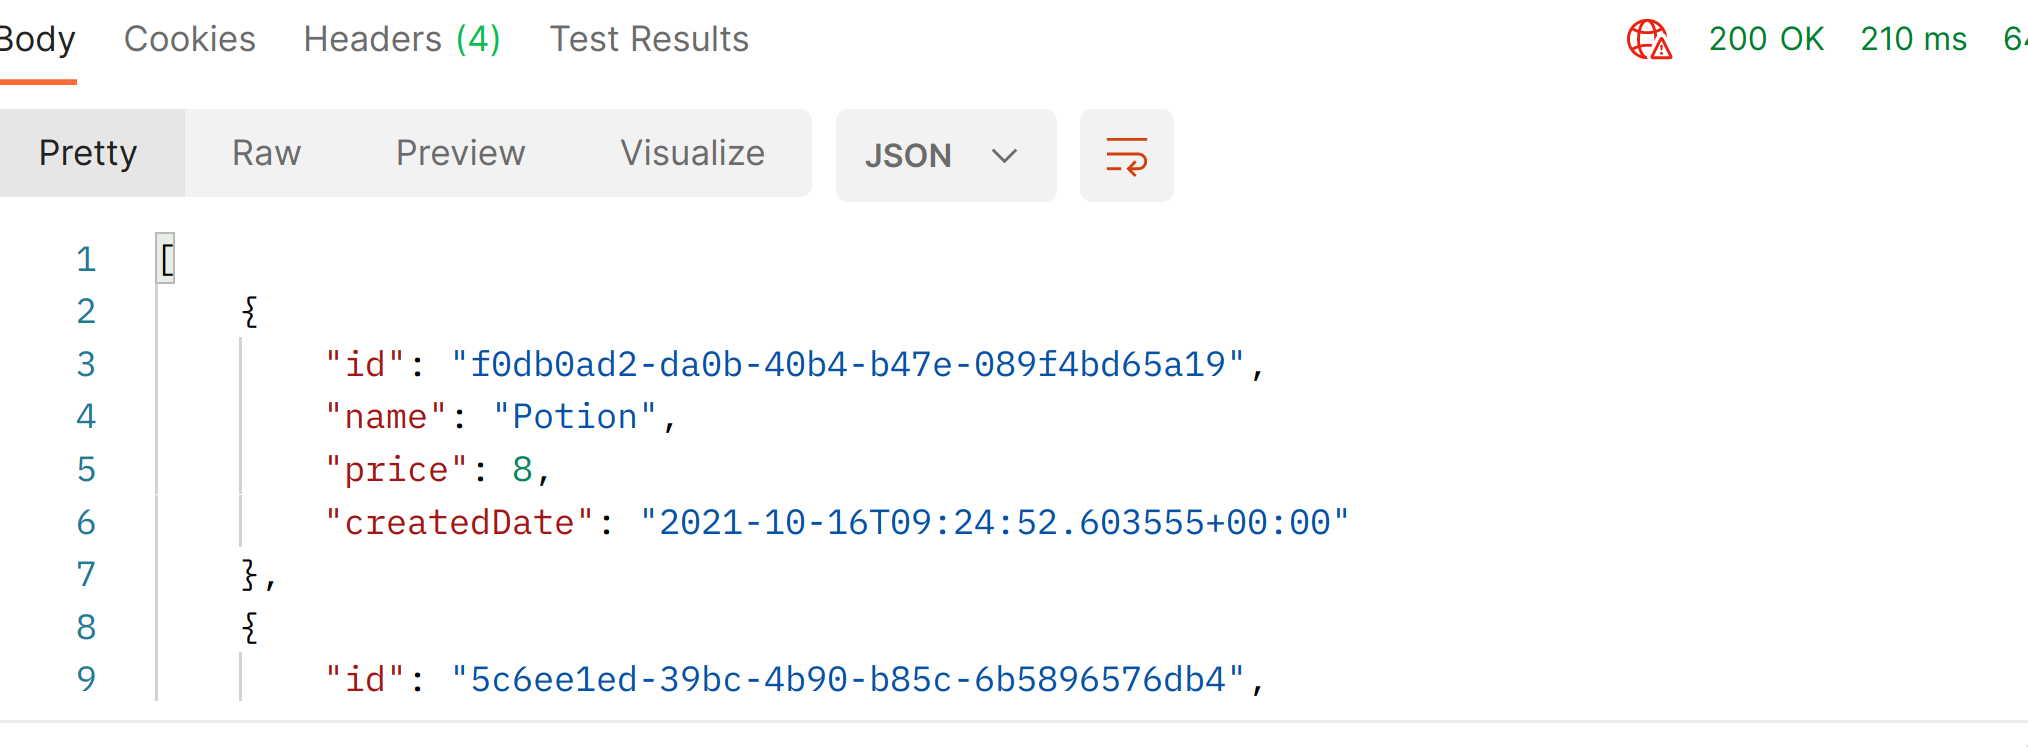 Body Cookies Headers (4) Test Results 200 OK 210 ms
Pretty Raw Preview Visualize JSON
1 [
2 {
3 "id": "f0db0ad2-da0b-40b4-b47e-089f4bd65a19",
4 "name": "Potion",
5 "price": 8,
6 "createdDate": "2021-10-16T09:24:52.603555+00:00"
7 },
8 {
9 "id": "5c6ee1ed-39bc-4b90-b85c-6b5896576db4",